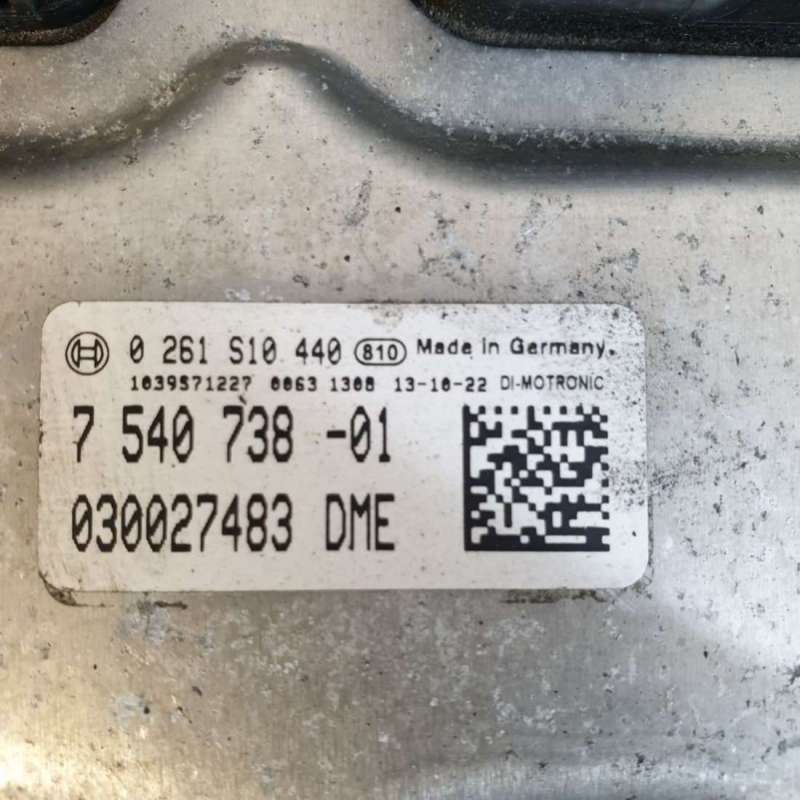 0 261 S10 440 810 Made in Germany.
1039571227 0063 1308 13-10-22 DI-MOTRONIC
7 540 738 -01
030027483 DME